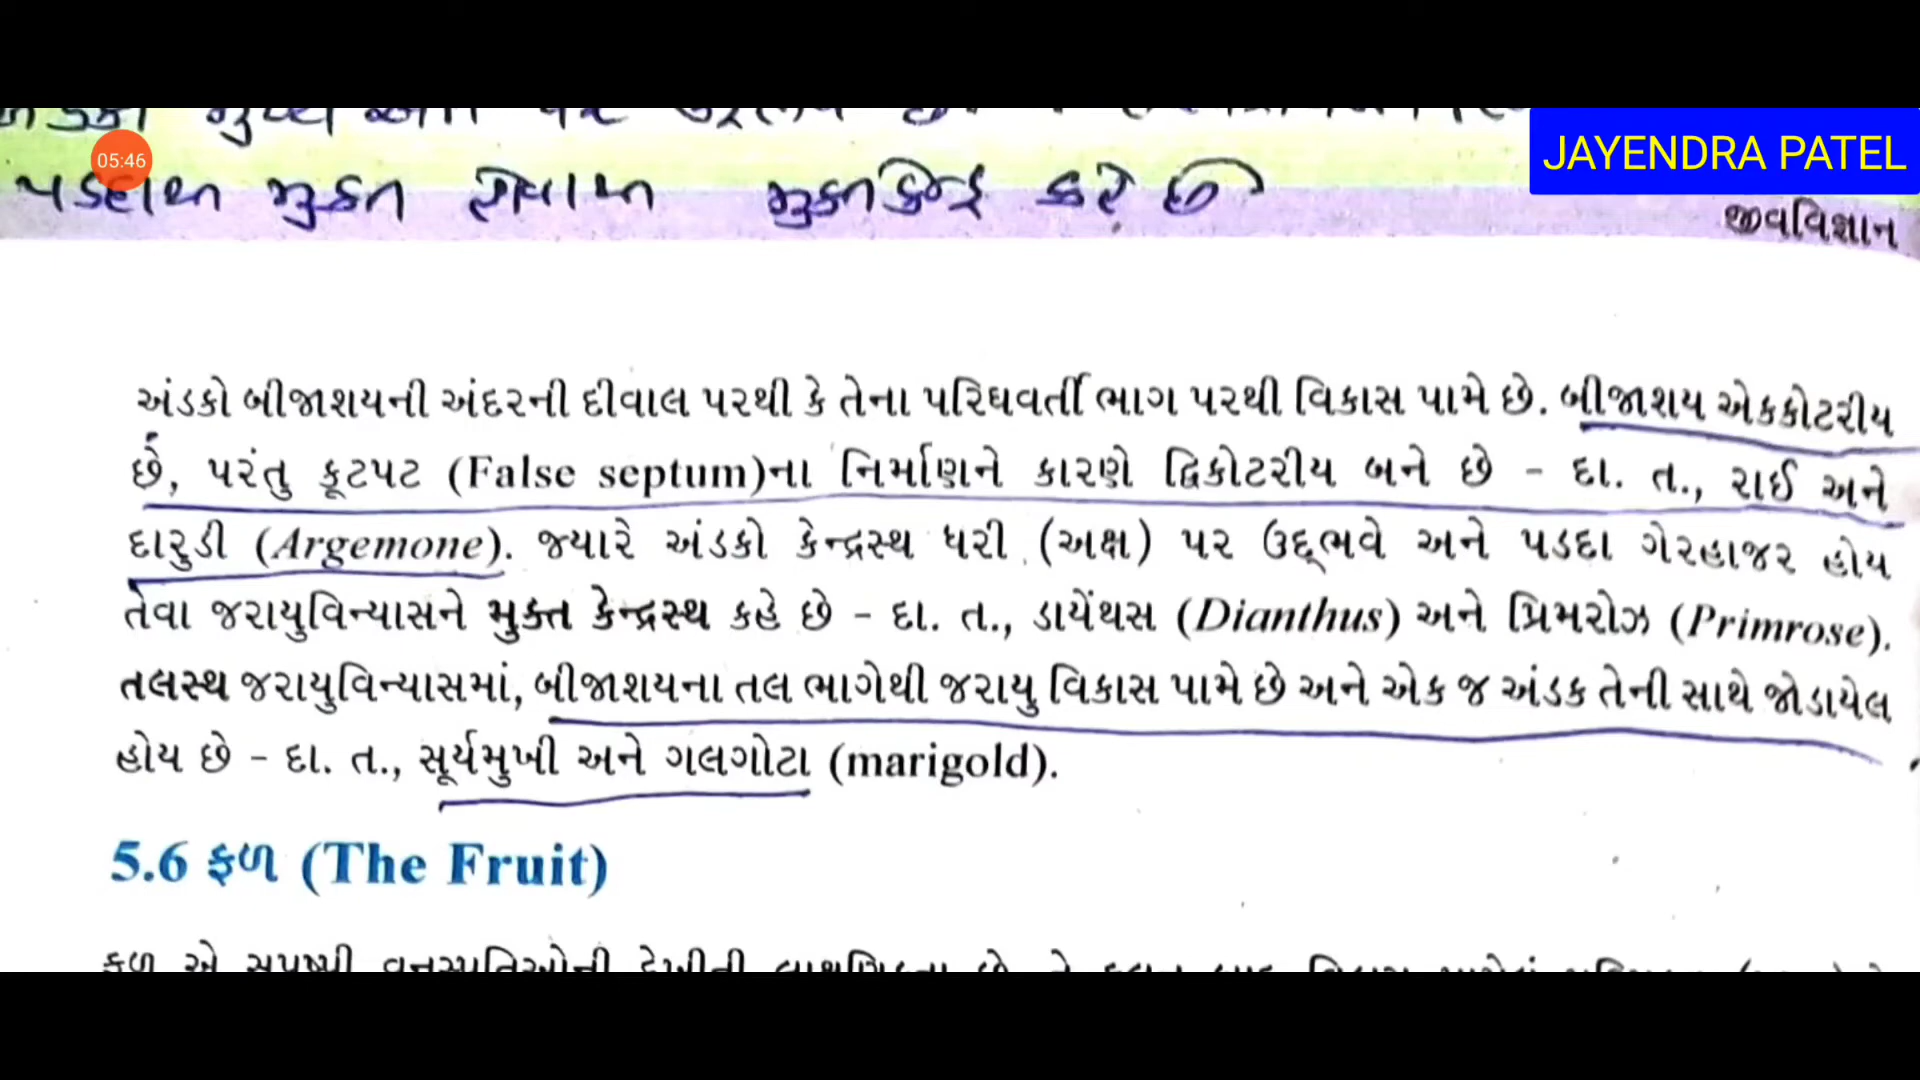 05:46
JAYENDRA PATEL
મુક્ત
કરે છે
જીવવિજ્ઞાન
અંડકો બીજાશયની અંદરની દીવાલ પરથી કે તેના પરિઘવર્તી ભાગ પરથી વિકાસ પામે છે. બીજાશય એકકોટરીય
છે, પરંતુ કૂટપટ (False septum)ના નિર્માણને કારણે દ્વિકોટરીય બને છે – દા. ત., રાઈ અને
દારુડી (Argemone). જ્યારે અંડકો કેન્દ્રસ્થ ધરી (અક્ષ) પર ઉદ્ભવે અને પડદા ગેરહાજર હોય
તેવા જરાયુવિન્યાસને મુક્ત કેન્દ્રસ્થ કહે છે – દા. ત., ડાયેંથસ (Dianthus) અને પ્રિમરોઝ (Primrose).
તલસ્થ જરાયુવિન્યાસમાં, બીજાશયના તલ ભાગેથી જરાયુ વિકાસ પામે છે અને એક જ અંડક તેની સાથે જોડાયેલ
હોય છે – દા. ત., સૂર્યમુખી અને ગલગોટા (marigold).
5.6 ફળ (The Fruit)